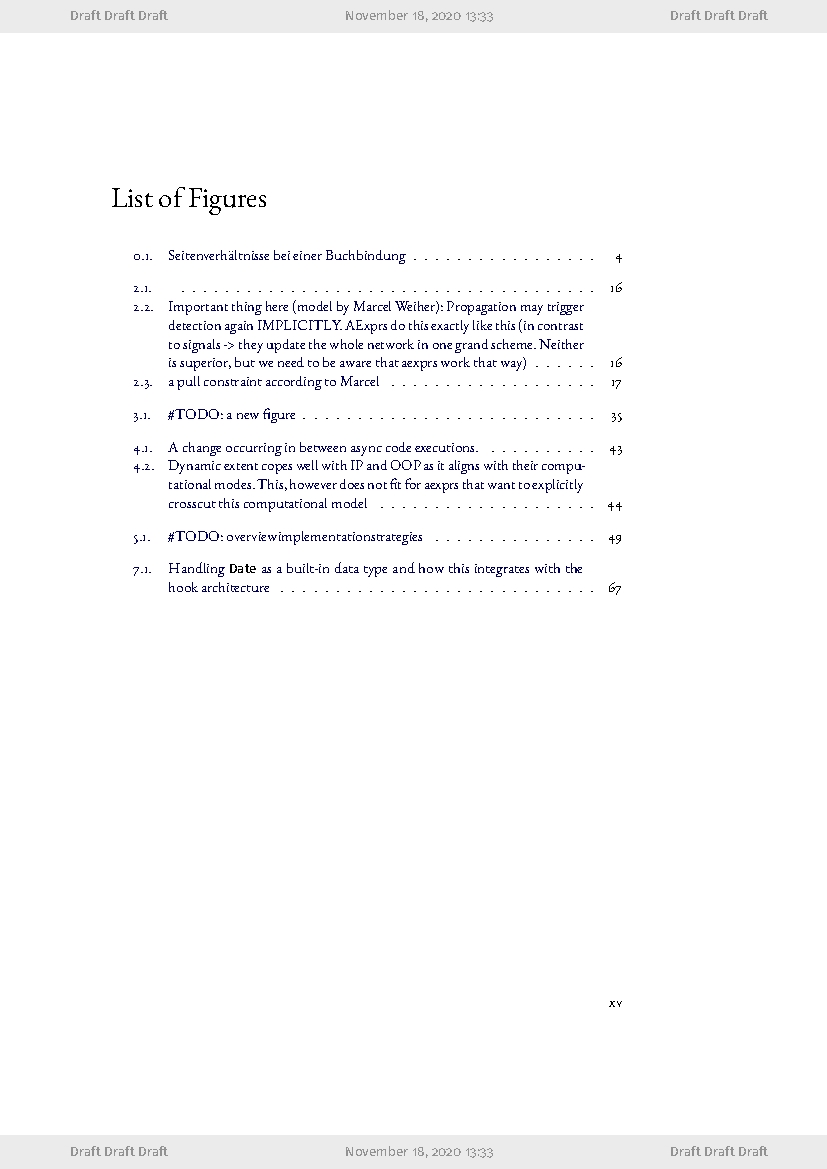 Draft Draft Draft November 18, 2020 13:33 Draft Draft Draft
List of Figures
0.1. Seitenverhältnisse bei einer Buchbindung . . . . . . . . . . . . . . . . . 4
2.1. . . . . . . . . . . . . . . . . . . . . . . . . . . . . . . . . . . . . . . 16
2.2. Important thing here (model by Marcel Weiher): Propagation may trigger
detection again IMPLICITLY. AExprs do this exactly like this (in contrast
to signals -> they update the whole network in one grand scheme. Neither
is superior, but we need to be aware that aexprs work that way) . . . . . . 16
2.3. a pull constraint according to Marcel . . . . . . . . . . . . . . . . . . . 17
3.1. #TODO: a new figure . . . . . . . . . . . . . . . . . . . . . . . . . . . 35
4.1. A change occurring in between async code executions. . . . . . . . . . . 43
4.2. Dynamic extent copes well with IP and OOP as it aligns with their compu-
tational modes. This, however does not fit for aexprs that want to explicitly
crosscut this computational model . . . . . . . . . . . . . . . . . . . . 44
5.1. #TODO: overviewimplementationstrategies . . . . . . . . . . . . . . . 49
7.1. Handling Date as a built-in data type and how this integrates with the
hook architecture . . . . . . . . . . . . . . . . . . . . . . . . . . . . . 67
xv
Draft Draft Draft November 18, 2020 13:33 Draft Draft Draft